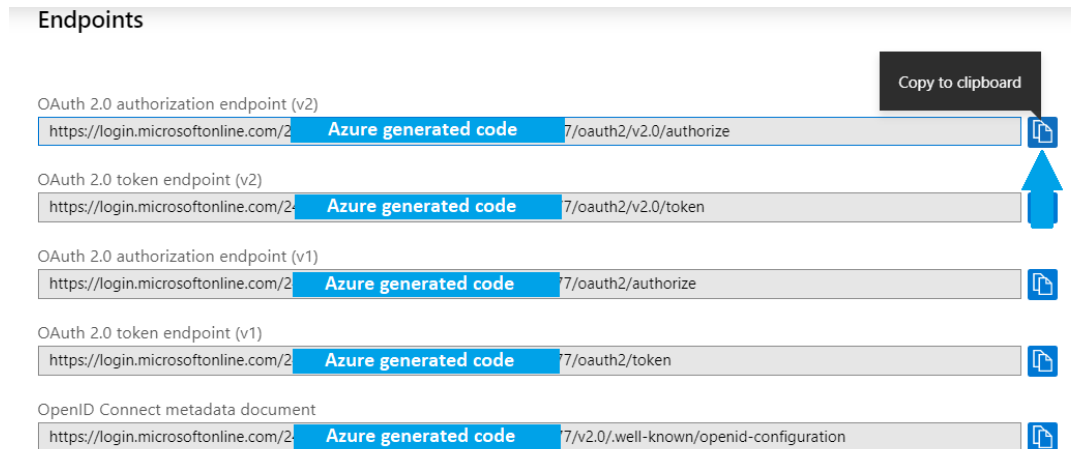 Endpoints
Copy to clipboard
OAuth 2.0 authorization endpoint (v2)
https://login.microsoftonline.com/2 Azure generated code 7/oauth2/v2.0/authorize
OAuth 2.0 token endpoint (v2)
https://login.microsoftonline.com/24 Azure generated code 7/oauth2/v2.0/token
OAuth 2.0 authorization endpoint (v1)
https://login.microsoftonline.com/2 Azure generated code 77/oauth2/authorize
OAuth 2.0 token endpoint (v1)
https://login.microsoftonline.com/2 Azure generated code 77/oauth2/token
OpenID Connect metadata document
https://login.microsoftonline.com/24 Azure generated code 77/v2.0/.well-known/openid-configuration